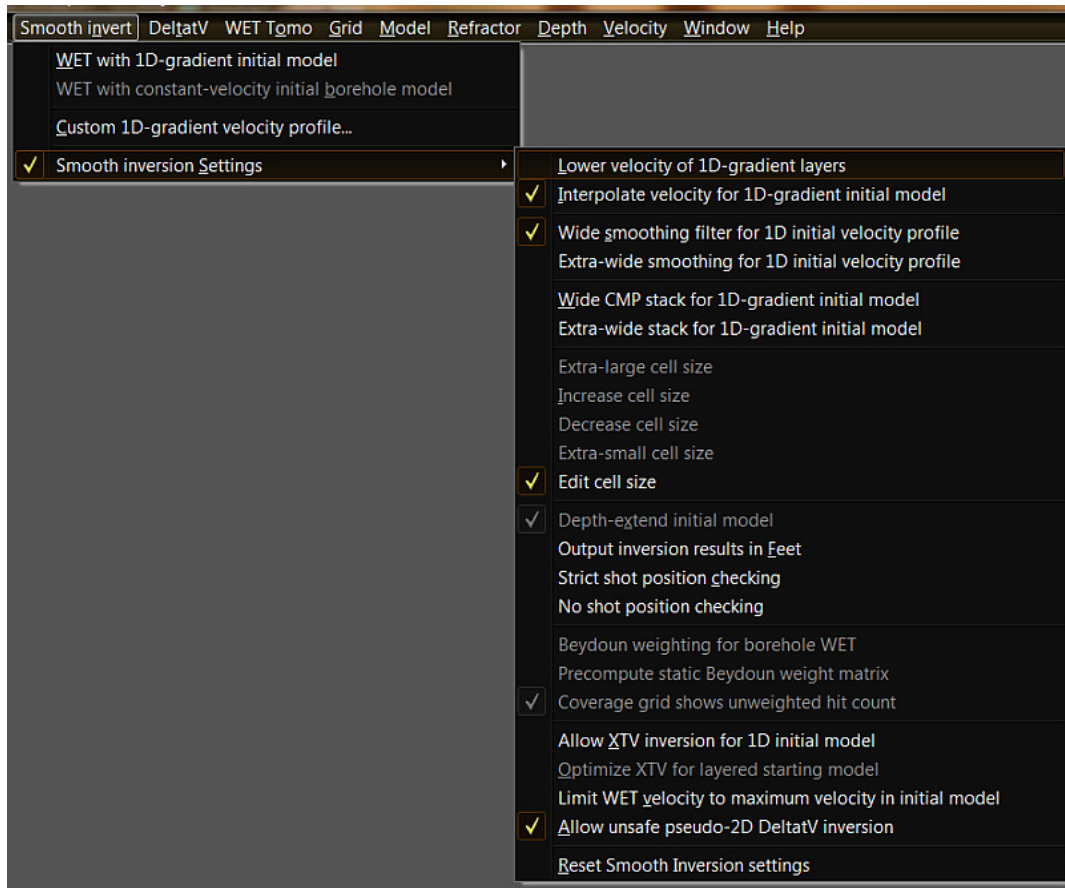 Smooth invert DeltatV WET Tomo Grid Model Refractor Depth Velocity Window Help
WET with 1D-gradient initial model
WET with constant-velocity initial borehole model
Custom 1D-gradient velocity profile...
Smooth inversion Settings
Lower velocity of 1D-gradient layers
Interpolate velocity for 1D-gradient initial model
Wide smoothing filter for 1D initial velocity profile
Extra-wide smoothing for 1D initial velocity profile
Wide CMP stack for 1D-gradient initial model
Extra-wide stack for 1D-gradient initial model
Extra-large cell size
Increase cell size
Decrease cell size
Extra-small cell size
Edit cell size
Depth-extend initial model
Output inversion results in Feet
Strict shot position checking
No shot position checking
Beydoun weighting for borehole WET
Precompute static Beydoun weight matrix
Coverage grid shows unweighted hit count
Allow XTV inversion for 1D initial model
Optimize XTV for layered starting model
Limit WET velocity to maximum velocity in initial model
Allow unsafe pseudo-2D DeltatV inversion
Reset Smooth Inversion settings